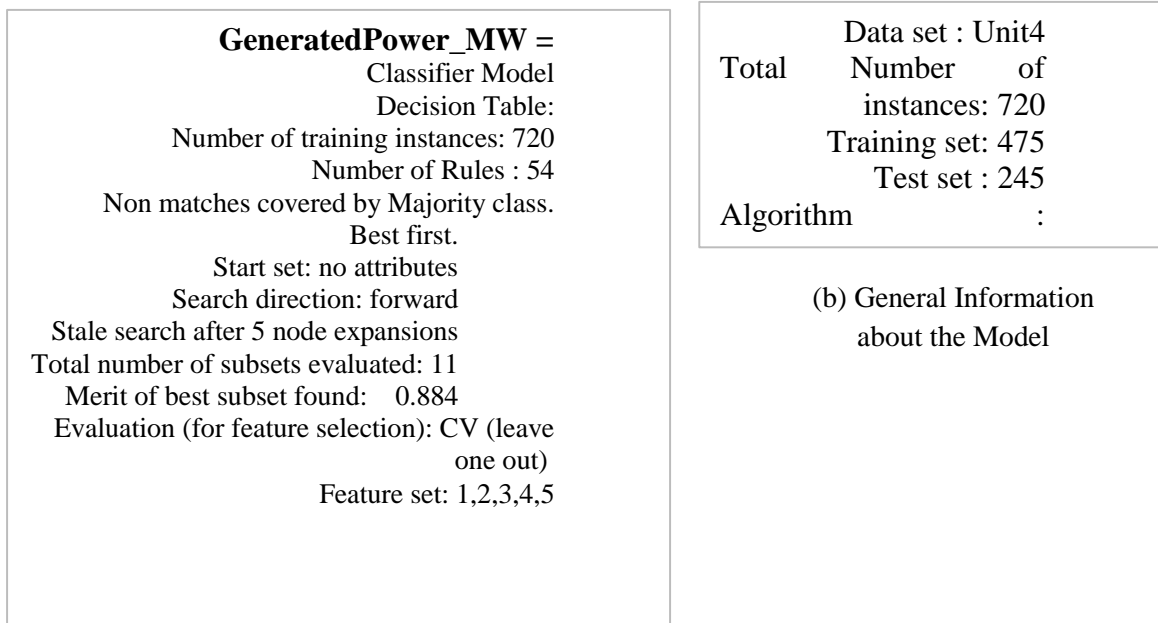 GeneratedPower_MW =
Classifier Model
Decision Table:
Number of training instances: 720
Number of Rules : 54
Non matches covered by Majority class.
Best first.
Start set: no attributes
Search direction: forward
Stale search after 5 node expansions
Total number of subsets evaluated: 11
Merit of best subset found: 0.884
Evaluation (for feature selection): CV (leave
one out)
Feature set: 1,2,3,4,5
Data set : Unit4
Total Number of
instances: 720
Training set: 475
Test set : 245
Algorithm :
(b) General Information
about the Model